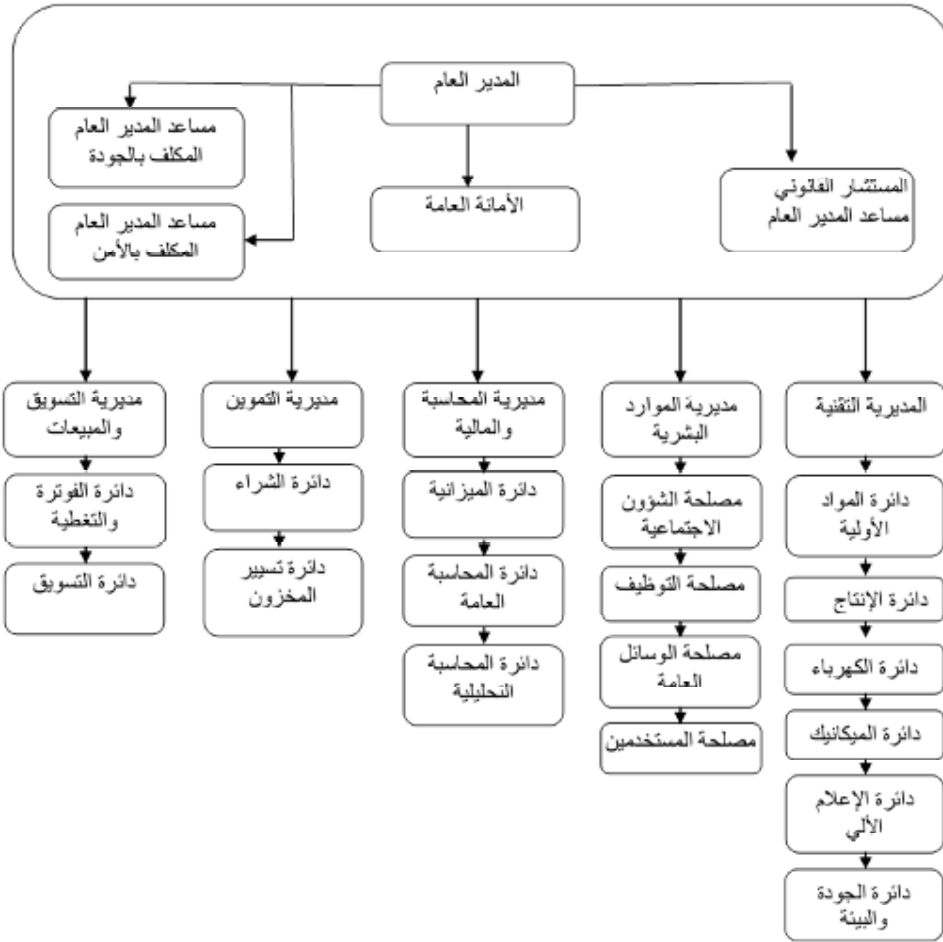 المدير العام
مساعد المدير العام
المكلف بالجودة
المستشار القانوني
مساعد المدير العام
الأمانة العامة
مساعد المدير العام
المكلف بالأمن
المديرية التقنية
دائرة المواد
الأولية
دائرة الإنتاج
دائرة الكهرباء
دائرة الميكانيك
دائرة الإعلام
الألي
دائرة الجودة
والبيئة
مديرية الموارد
البشرية
مصلحة الشؤون
الاجتماعية
مصلحة التوظيف
مصلحة الوسائل
العامة
مصلحة المستخدمين
مديرية المحاسبة
والمالية
دائرة الميزانية
دائرة المحاسبة
العامة
دائرة المحاسبة
التحليلية
مديرية التموين
دائرة الشراء
دائرة تسيير
المخزون
مديرية التسويق
والمبيعات
دائرة الفوترة
والتغطية
دائرة التسويق